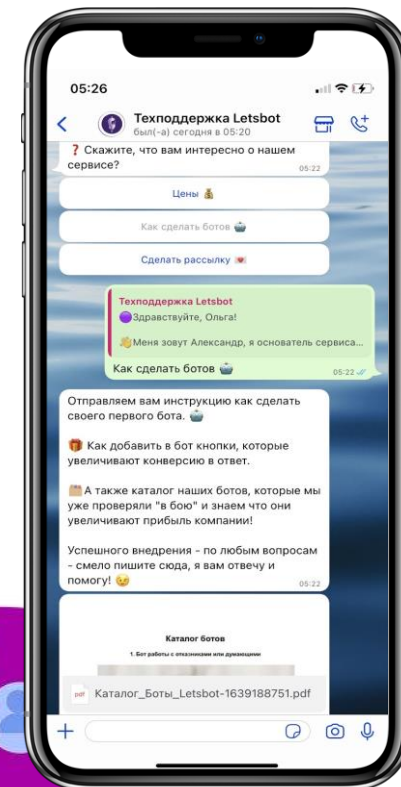 05:26
Техподдержка Letsbot
был(-а) сегодня в 05:20
❓ Скажите, что вам интересно о нашем
сервисе?
05:22
Цены 💰
Как сделать ботов 🤖
Сделать рассылку 💌
Техподдержка Letsbot
🟣Здравствуйте, Ольга!
👋Меня зовут Александр, я основатель сервиса...
Как сделать ботов 🤖
05:22
Отправляем вам инструкцию как сделать
своего первого бота. 🤖
🎁 Как добавить в бот кнопки, которые
увеличивают конверсию в ответ.
🗂️А также каталог наших ботов, которые мы
уже проверяли "в бою" и знаем что они
увеличивают прибыль компании!
Успешного внедрения - по любым вопросам
- смело пишите сюда, я вам отвечу и
помогу! 😉
05:22
Каталог ботов
1. Бот работы с отказниками или думающими
pdf
Каталог_Боты_Letsbot-1639188751.pdf